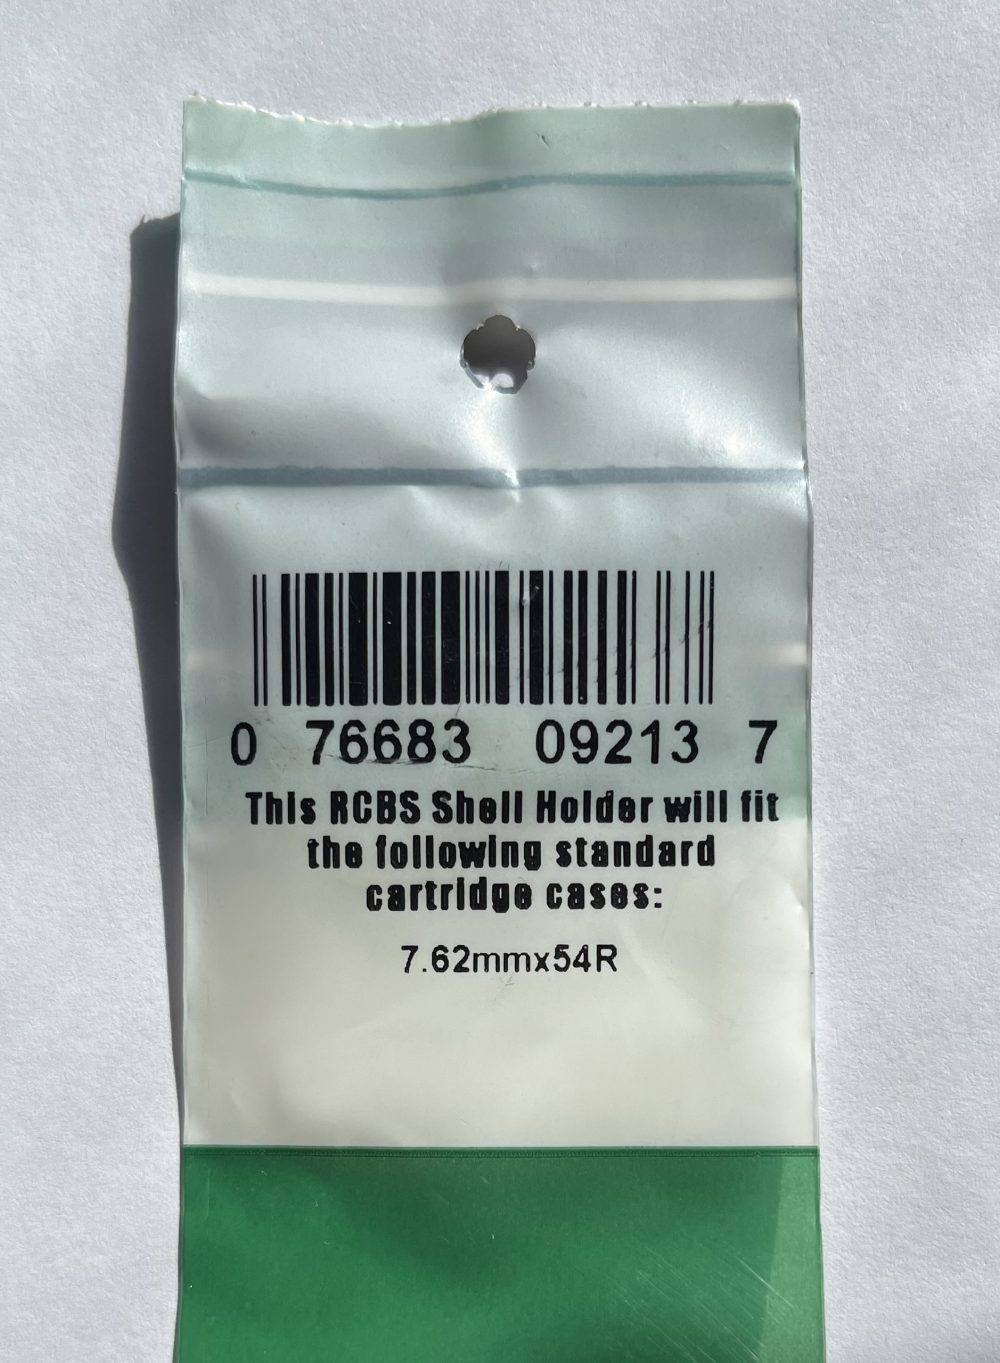 0 76683 09213 7
This RCBS Shell Holder will fit
the following standard
cartridge cases:
7.62mmx54R